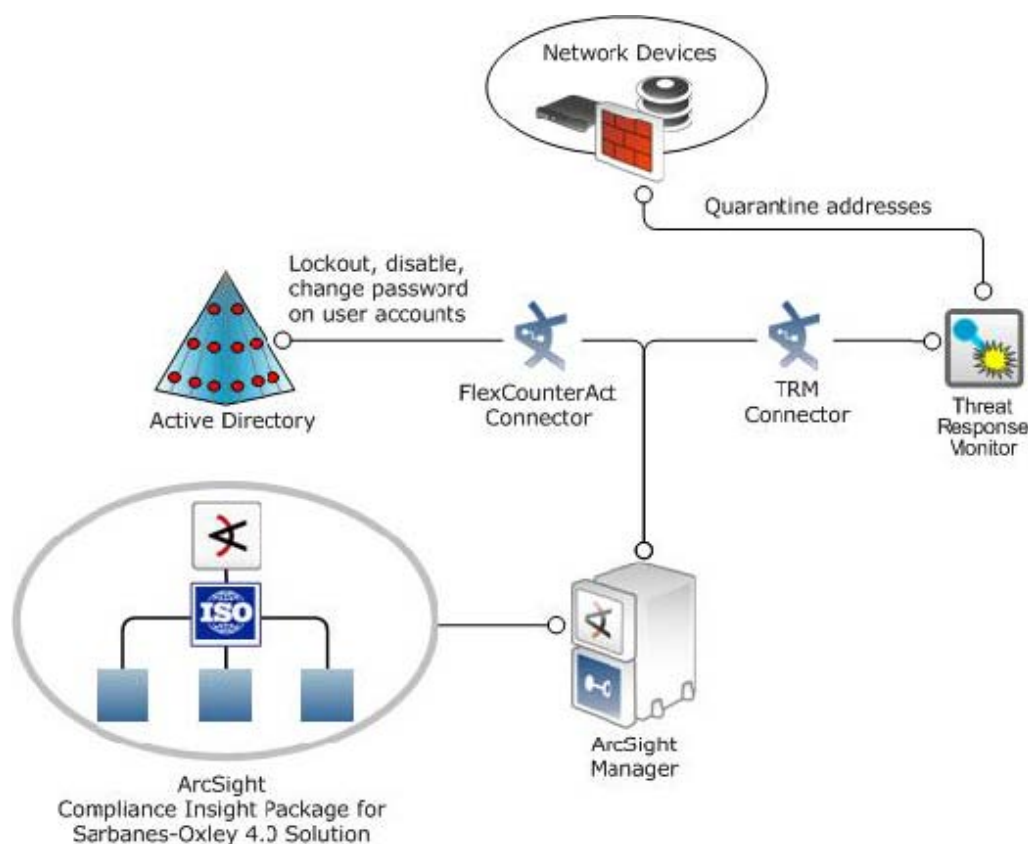 Network Devices
Quarantine addresses
Lockout, disable,
change password
on user accounts
Active Directory
FlexCounterAct
Connector
TRM
Connector
Threat
Response
Monitor
ISO
ArcSight
Manager
ArcSight
Compliance Insight Package for
Sarbanes-Oxley 4.0 Solution